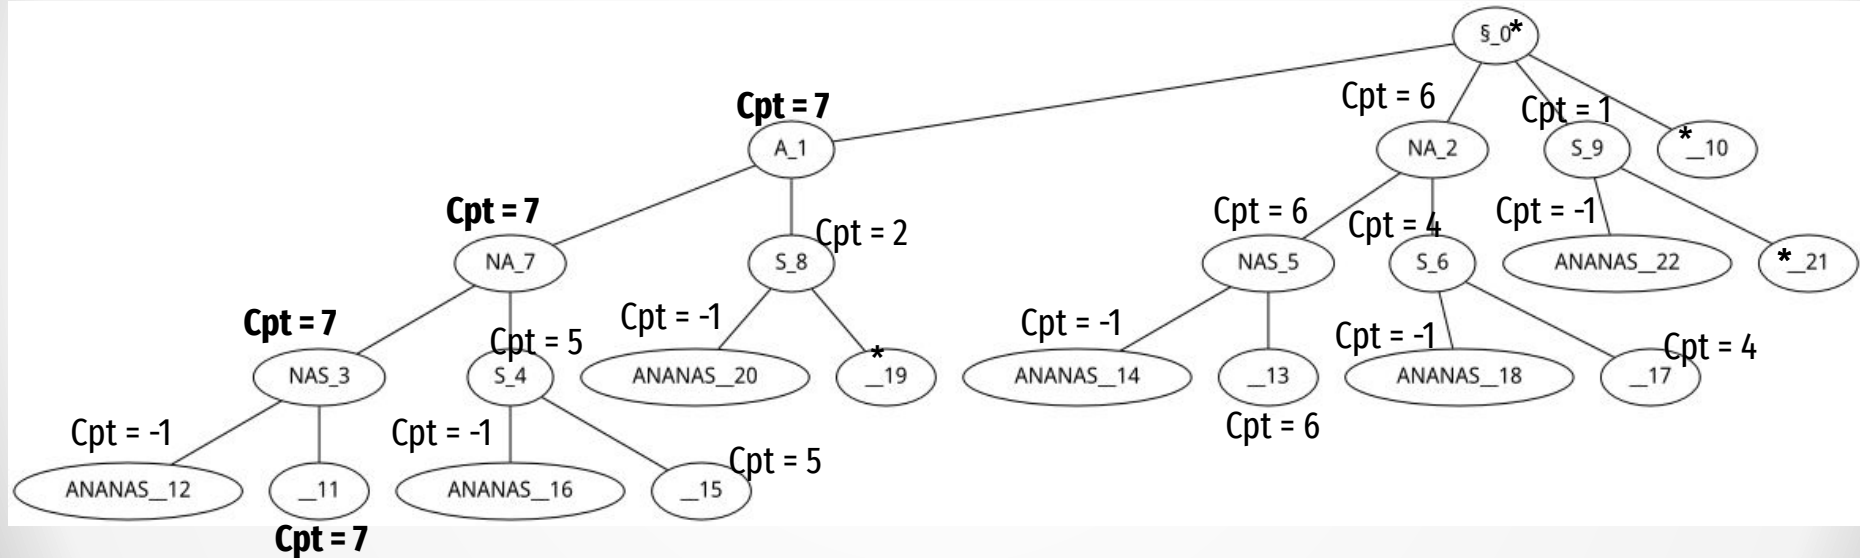 §_0*
Cpt = 7
Cpt = 6
Cpt = 1
A_1
NA_2
S_9
*__10
Cpt = 7
Cpt = 2
Cpt = 6
Cpt = 4
Cpt = -1
NA_7
S_8
NAS_5
S_6
ANANAS__22
*__21
Cpt = 7
Cpt = 5
Cpt = -1
*
Cpt = -1
Cpt = -1
Cpt = 4
NAS_3
S_4
ANANAS__20
__19
ANANAS__14
__13
ANANAS__18
__17
Cpt = -1
Cpt = -1
Cpt = 5
Cpt = 6
ANANAS__12
__11
ANANAS__16
__15
Cpt = 7